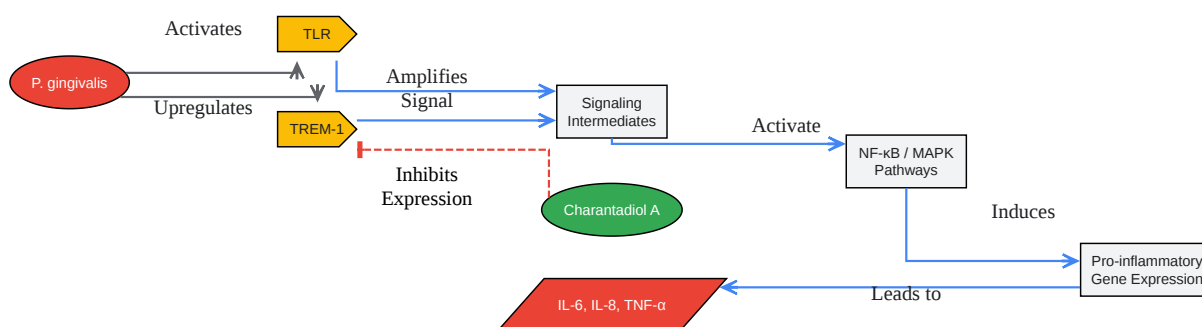 Activates
TLR
P. gingivalis
Upregulates
TREM-1
Amplifies
Signal
Signaling
Intermediates
Activate
NF-κB / MAPK
Pathways
Inhibits
Expression
Charantadiol A
Induces
Pro-inflammatory
Gene Expression
Leads to
IL-6, IL-8, TNF-α